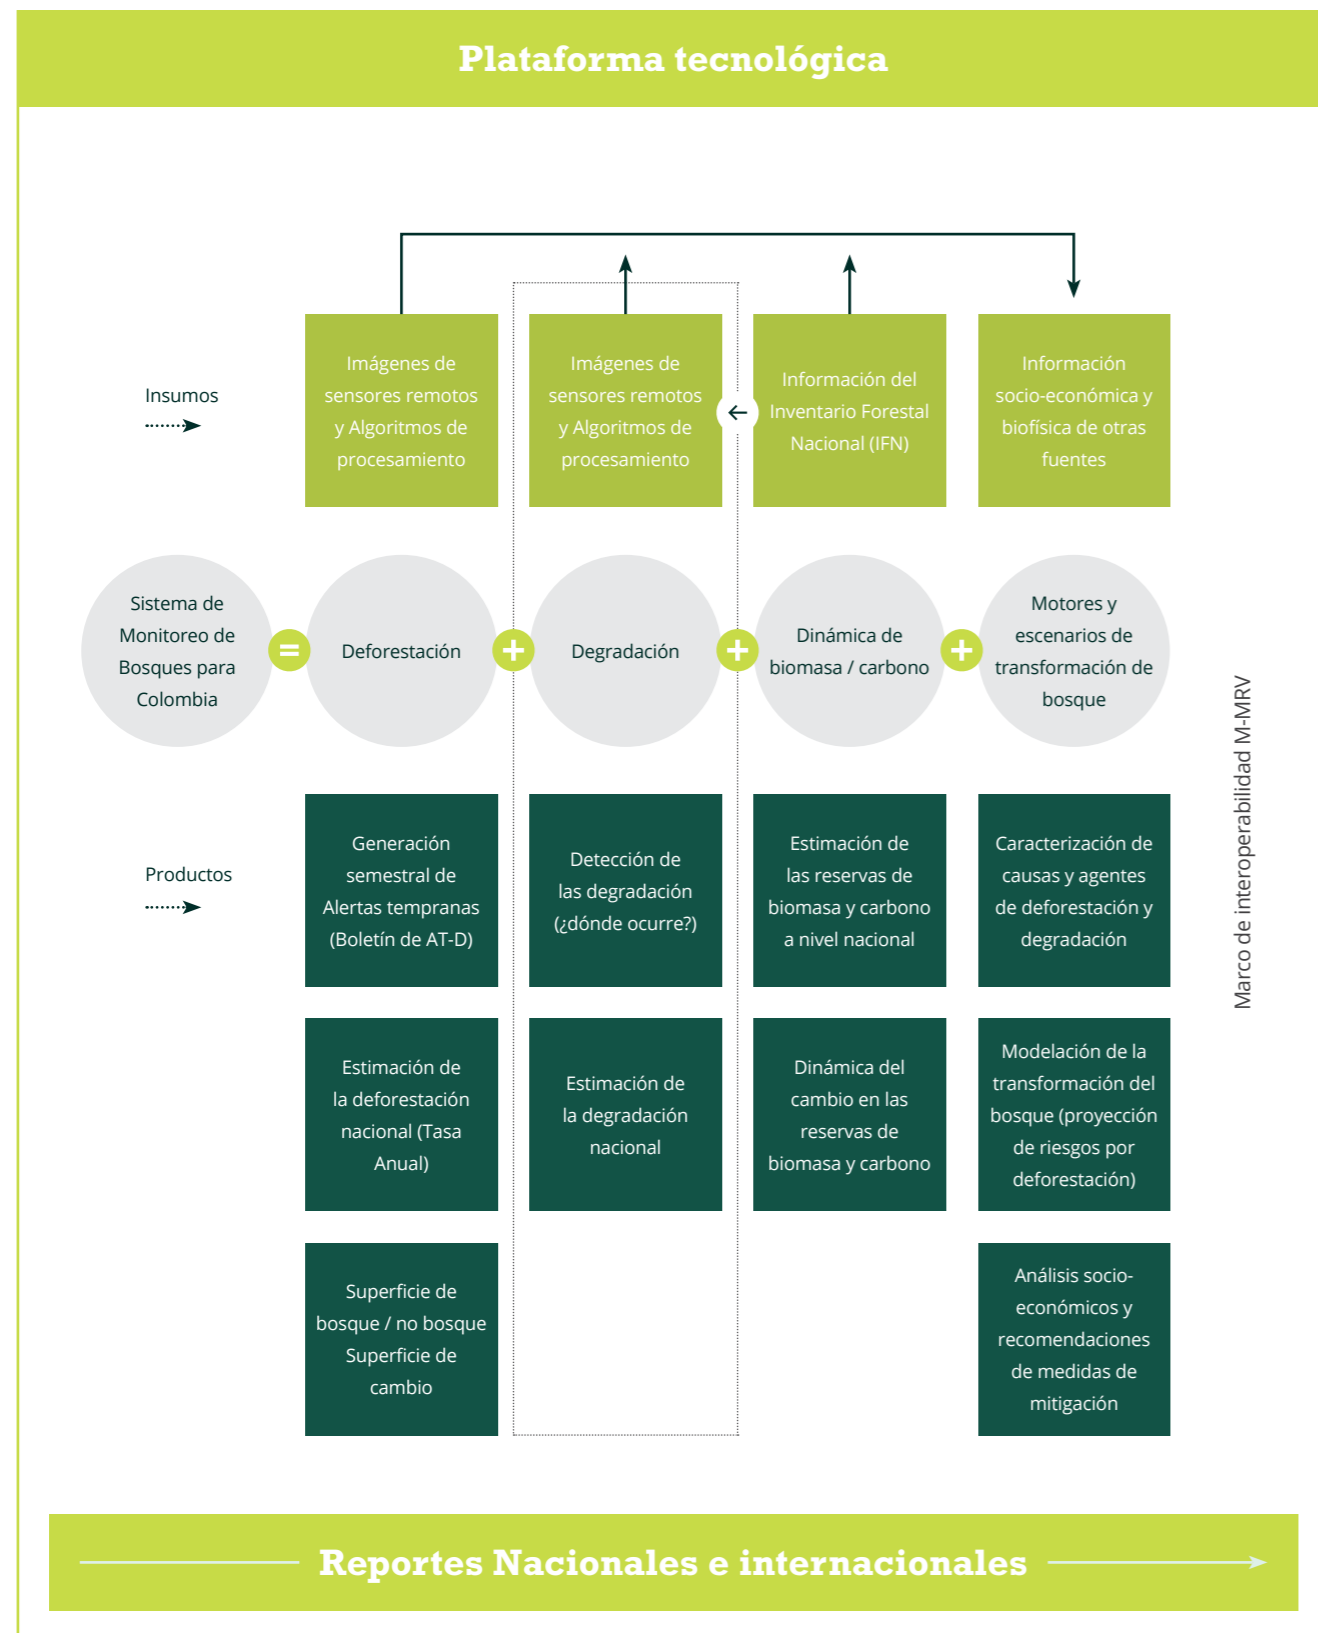 Plataforma tecnológica
Insumos
Imágenes de
sensores remotos
y Algoritmos de
procesamiento
Imágenes de
sensores remotos
y Algoritmos de
procesamiento
Información del
Inventario Forestal
Nacional (IFN)
Información
socio-económica y
biofísica de otras
fuentes
Sistema de
Monitoreo de
Bosques para
Colombia
=
Deforestación
+
Degradación
+
Dinámica de
biomasa / carbono
+
Motores y
escenarios de
transformación de
bosque
Productos
Generación
semestral de
Alertas tempranas
(Boletín de AT-D)
Detección de
las degradación
(¿dónde ocurre?)
Estimación de
las reservas de
biomasa y carbono
a nivel nacional
Caracterización de
causas y agentes
de deforestación y
degradación
Estimación de
la deforestación
nacional (Tasa
Anual)
Estimación de
la degradación
nacional
Dinámica del
cambio en las
reservas de
biomasa y carbono
Modelación de la
transformación del
bosque (proyección
de riesgos por
deforestación)
Superficie de
bosque / no bosque
Superficie de
cambio
Análisis socio-
económicos y
recomendaciones
de medidas de
mitigación
Marco de interoperabilidad M-MRV
Reportes Nacionales e internacionales